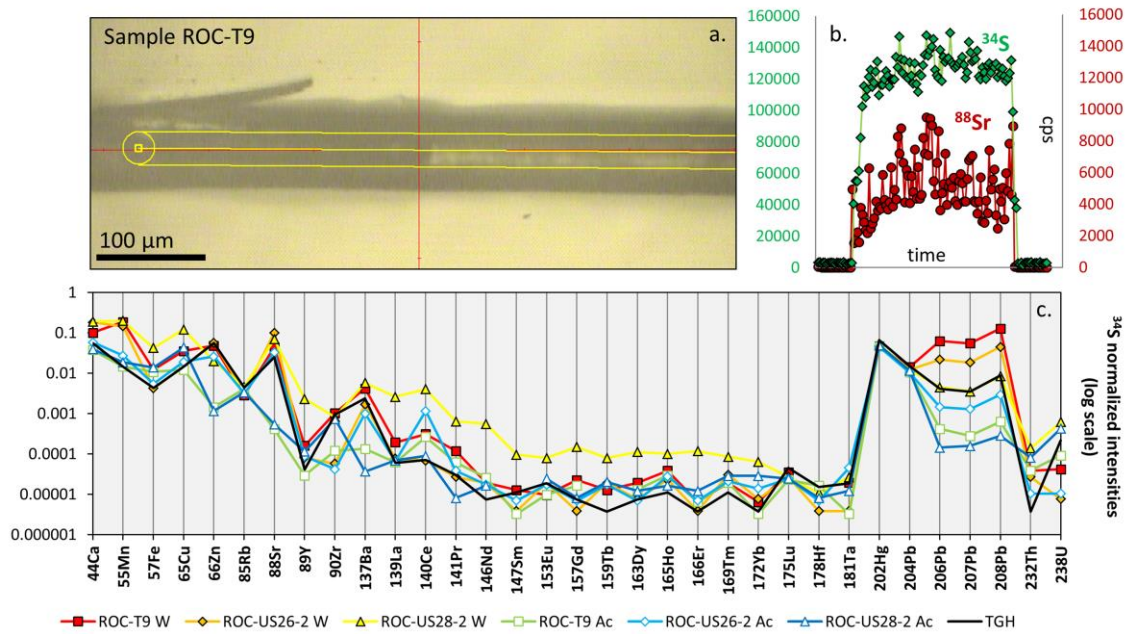 Sample ROC-T9
a.
100 µm
160000
140000
120000
100000
80000
60000
40000
20000
0
b.
³⁴S
⁸⁸Sr
time
16000
14000
12000
10000
8000
6000
4000
2000
0
cps
c.
1
0.1
0.01
0.001
0.0001
0.00001
0.000001
³⁴S normalized intensities
(log scale)
44Ca 55Mn 57Fe 65Cu 66Zn 85Rb 88Sr 89Y 90Zr 137Ba 139La 140Ce 141Pr 146Nd 147Sm 153Eu 157Gd 159Tb 163Dy 165Ho 166Er 169Tm 172Yb 175Lu 178Hf 181Ta 202Hg 204Pb 206Pb 207Pb 208Pb 232Th 238U
ROC-T9 W ROC-US26-2 W ROC-US28-2 W ROC-T9 Ac ROC-US26-2 Ac ROC-US28-2 Ac TGH